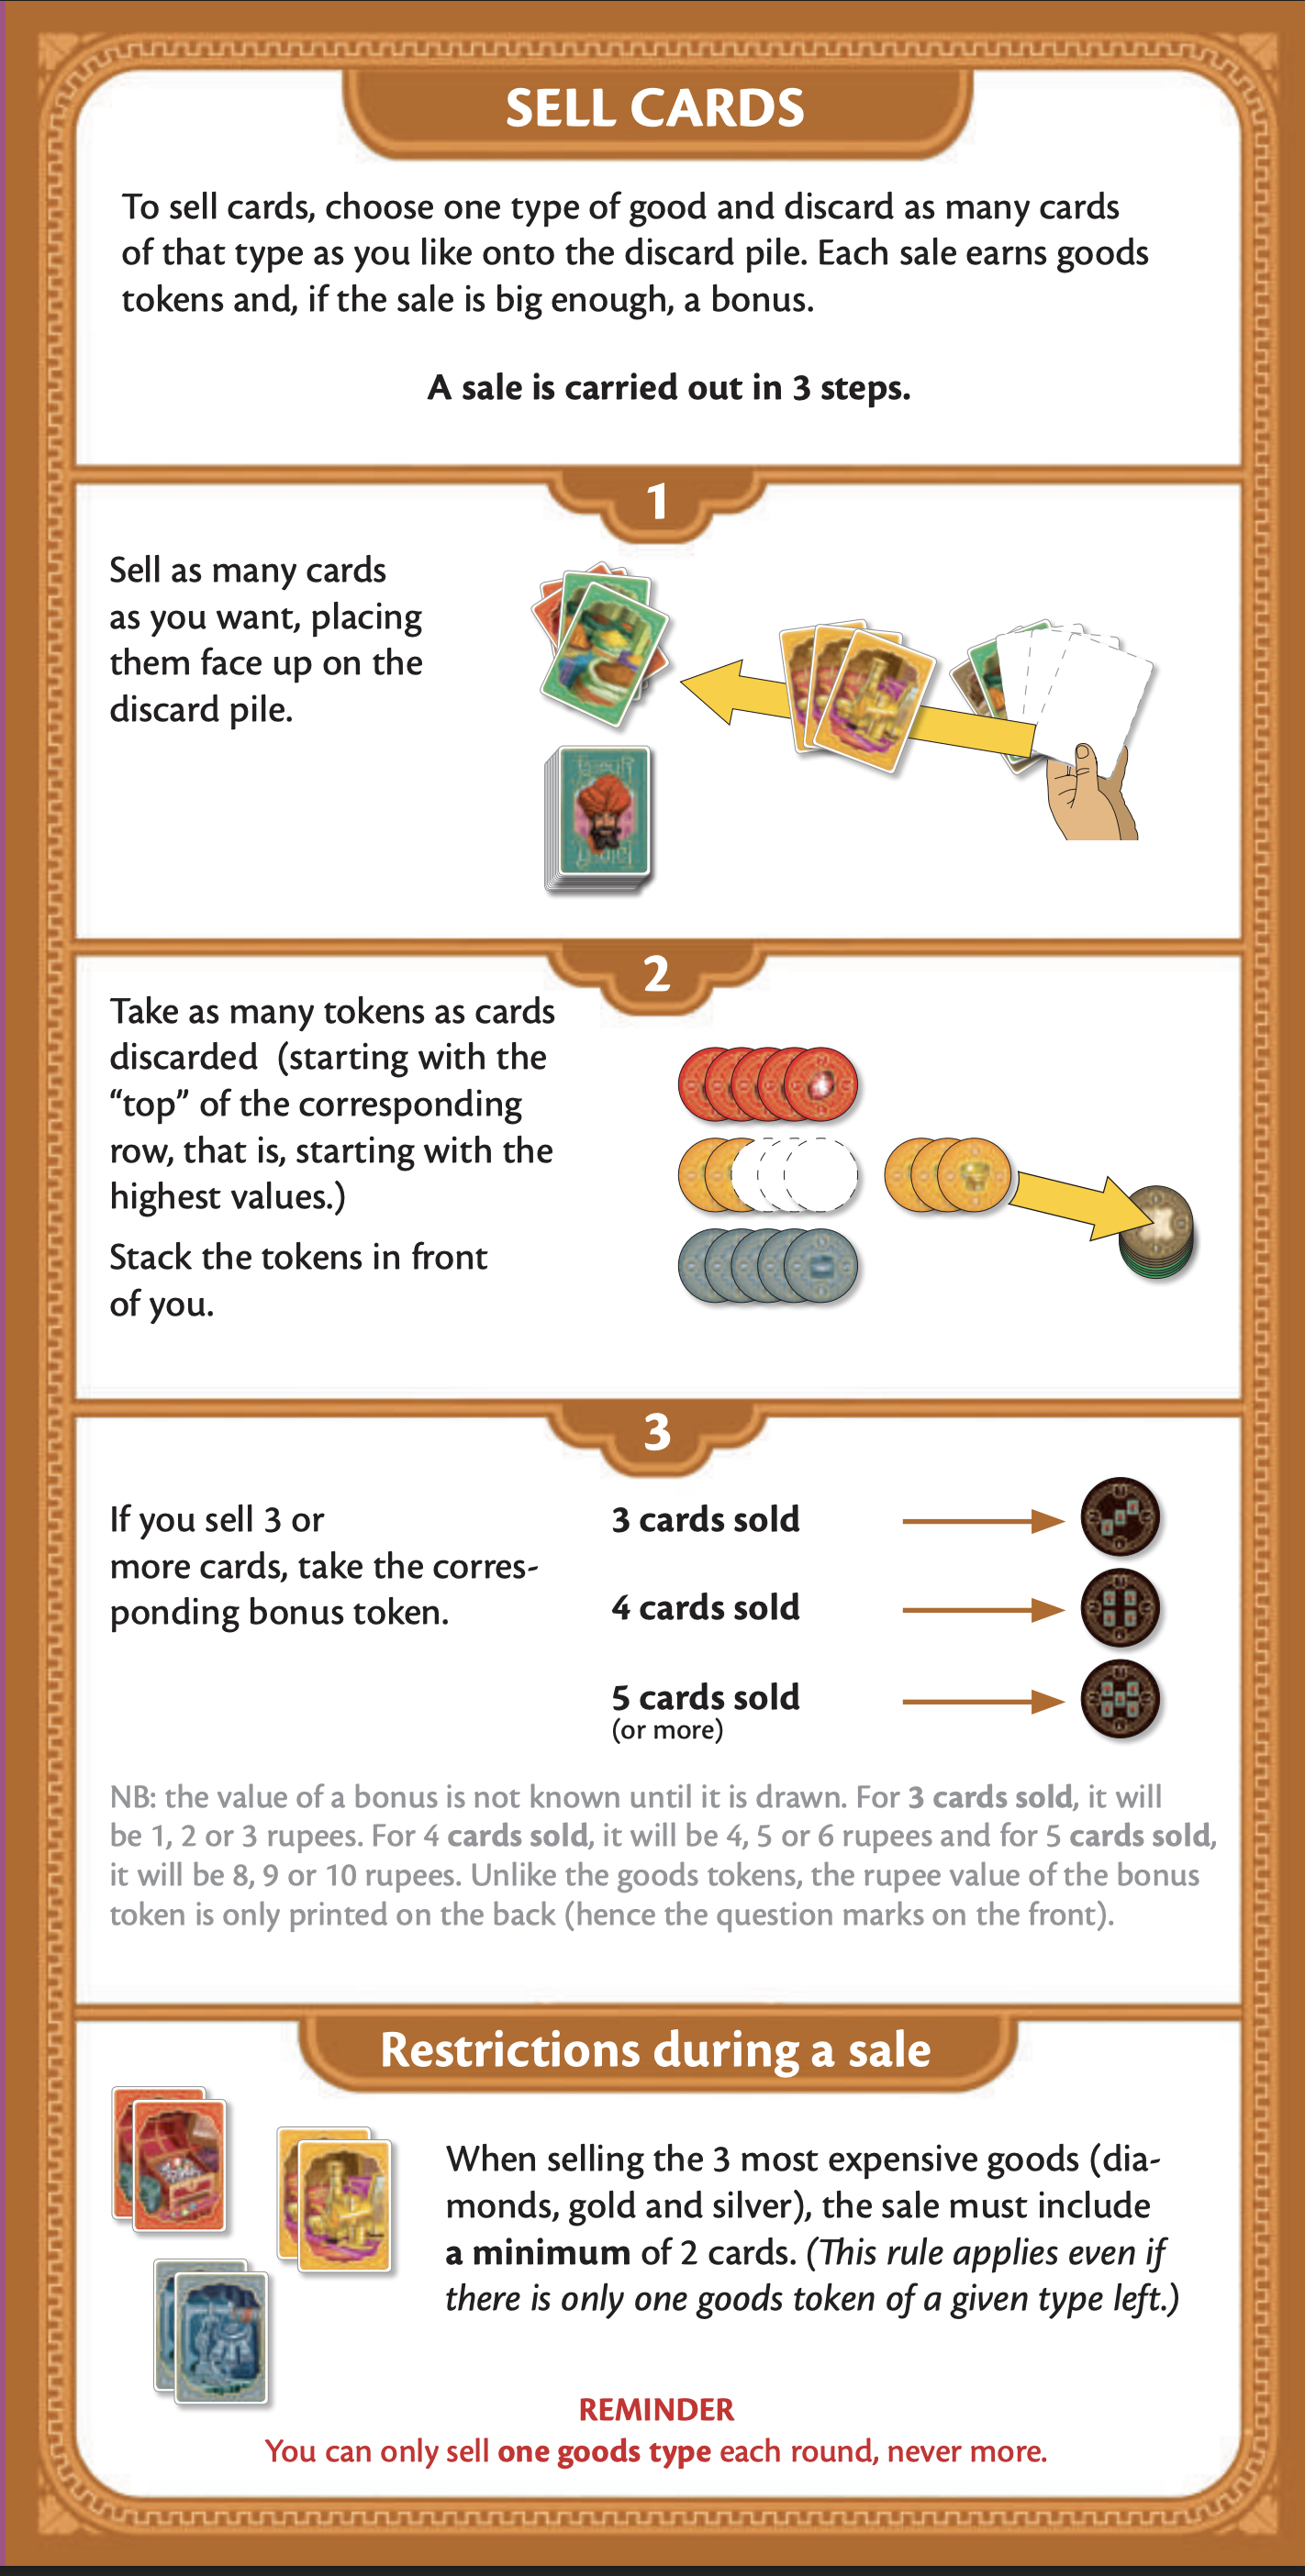 SELL CARDS
To sell cards, choose one type of good and discard as many cards
of that type as you like onto the discard pile. Each sale earns goods
tokens and, if the sale is big enough, a bonus.
A sale is carried out in 3 steps.
1
Sell as many cards
as you want, placing
them face up on the
discard pile.
2
Take as many tokens as cards
discarded  (starting with the
“top” of the corresponding
row, that is, starting with the
highest values.)
Stack the tokens in front
of you.
3
If you sell 3 or
more cards, take the corres-
ponding bonus token.
3 cards sold
4 cards sold
5 cards sold
(or more)
NB: the value of a bonus is not known until it is drawn. For 3 cards sold, it will
be 1, 2 or 3 rupees. For 4 cards sold, it will be 4, 5 or 6 rupees and for 5 cards sold,
it will be 8, 9 or 10 rupees. Unlike the goods tokens, the rupee value of the bonus
token is only printed on the back (hence the question marks on the front).
Restrictions during a sale
When selling the 3 most expensive goods (dia-
monds, gold and silver), the sale must include
a minimum of 2 cards. (This rule applies even if
there is only one goods token of a given type left.)
REMINDER
You can only sell one goods type each round, never more.